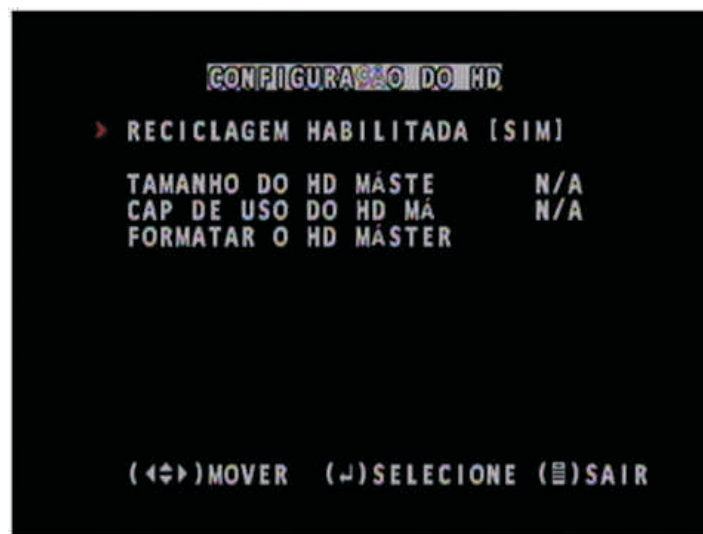 CONFIGURAÇÃO DO HD
RECICLAGEM HABILITADA [SIM]
TAMANHO DO HD MÁSTE N/A
CAP DE USO DO HD MÁ N/A
FORMATAR O HD MÁSTER
()MOVER ()SELECIONE ()SAIR